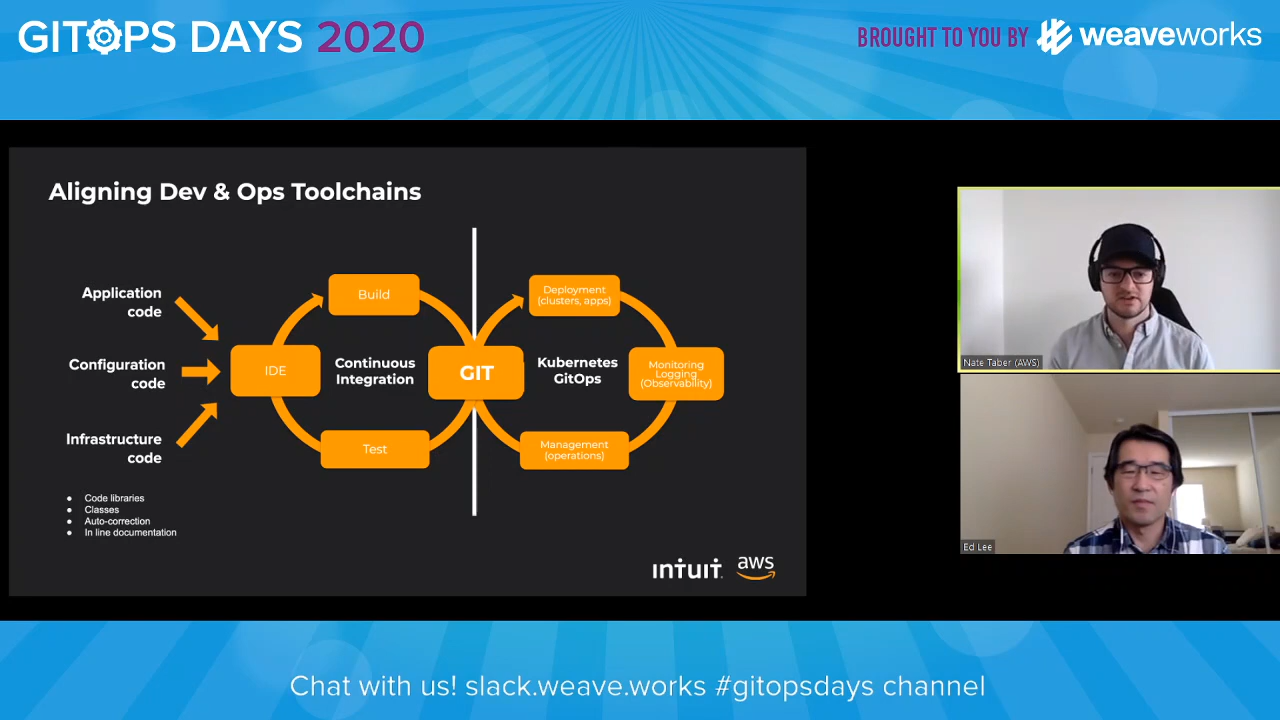 GITOPS DAYS 2020
BROUGHT TO YOU BY weaveworks
Aligning Dev & Ops Toolchains
Application
code
Configuration
code
Infrastructure
code
Code libraries
Classes
Auto-correction
In line documentation
IDE
Build
Continuous
Integration
Test
GIT
Deployment
(clusters, apps)
Kubernetes
GitOps
Monitoring
Logging
(Observability)
Management
(operations)
INTUIT
aws
Nate Taber (AWS)
Ed Lee
Chat with us! slack.weave.works #gitopsdays channel